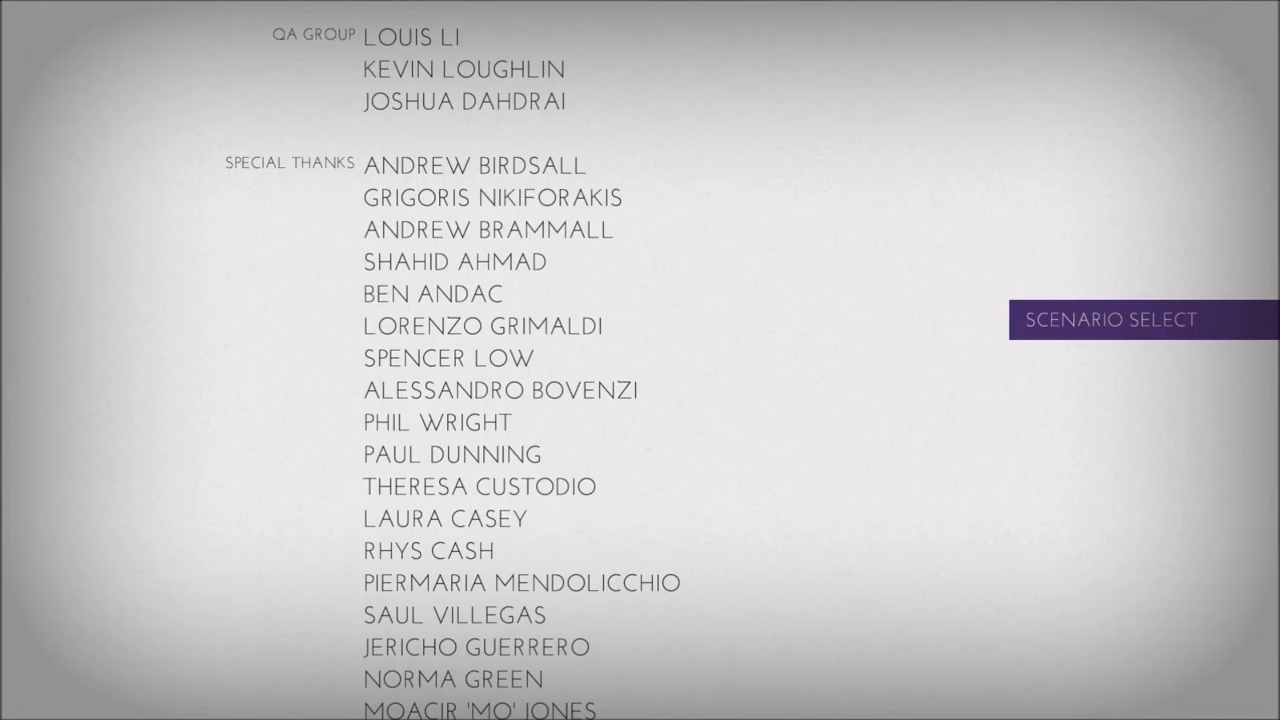 QA GROUP LOUIS LI
KEVIN LOUGHLIN
JOSHUA DAHDRAI
SPECIAL THANKS ANDREW BIRDSALL
GRIGORIS NIKIFORAKIS
ANDREW BRAMMALL
SHAHID AHMAD
BEN ANDAC
SCENARIO SELECT
LORENZO GRIMALDI
SPENCER LOW
ALESSANDRO BOVENZI
PHIL WRIGHT
PAUL DUNNING
THERESA CUSTODIO
LAURA CASEY
RHYS CASH
PIERMARIA MENDOLICCHIO
SAUL VILLEGAS
JERICHO GUERRERO
NORMA GREEN
MOACIR 'MO' JONES